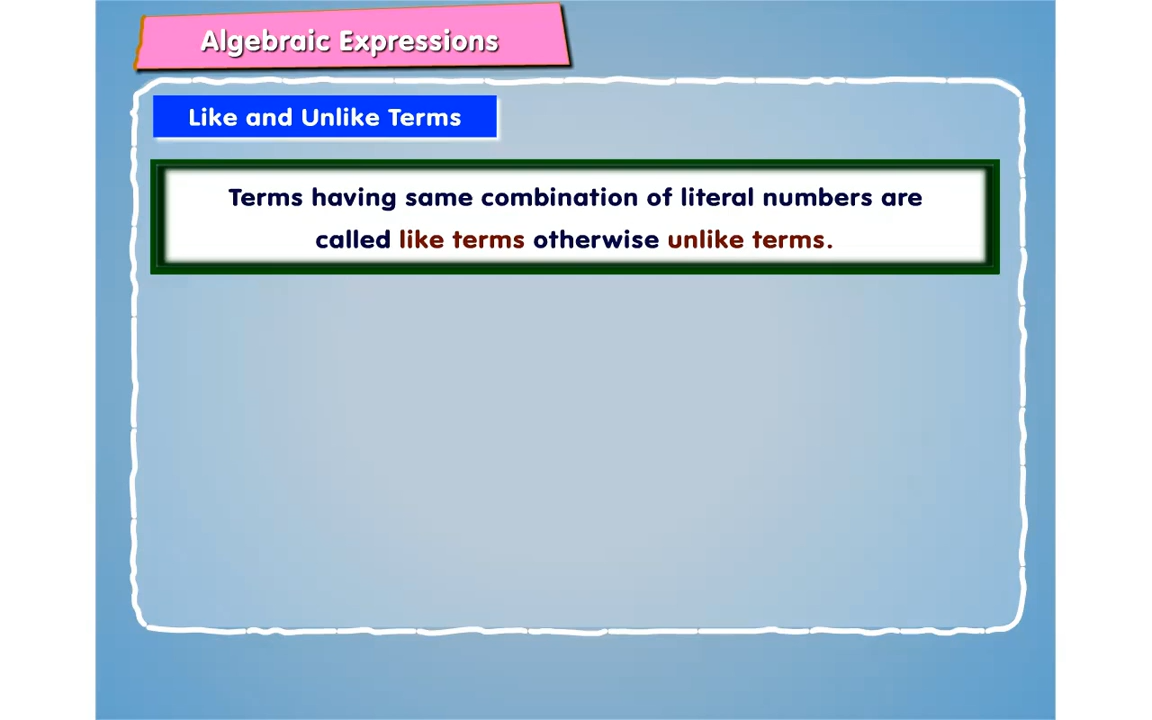 Algebraic Expressions
Like and Unlike Terms
Terms having same combination of literal numbers are
called like terms otherwise unlike terms.